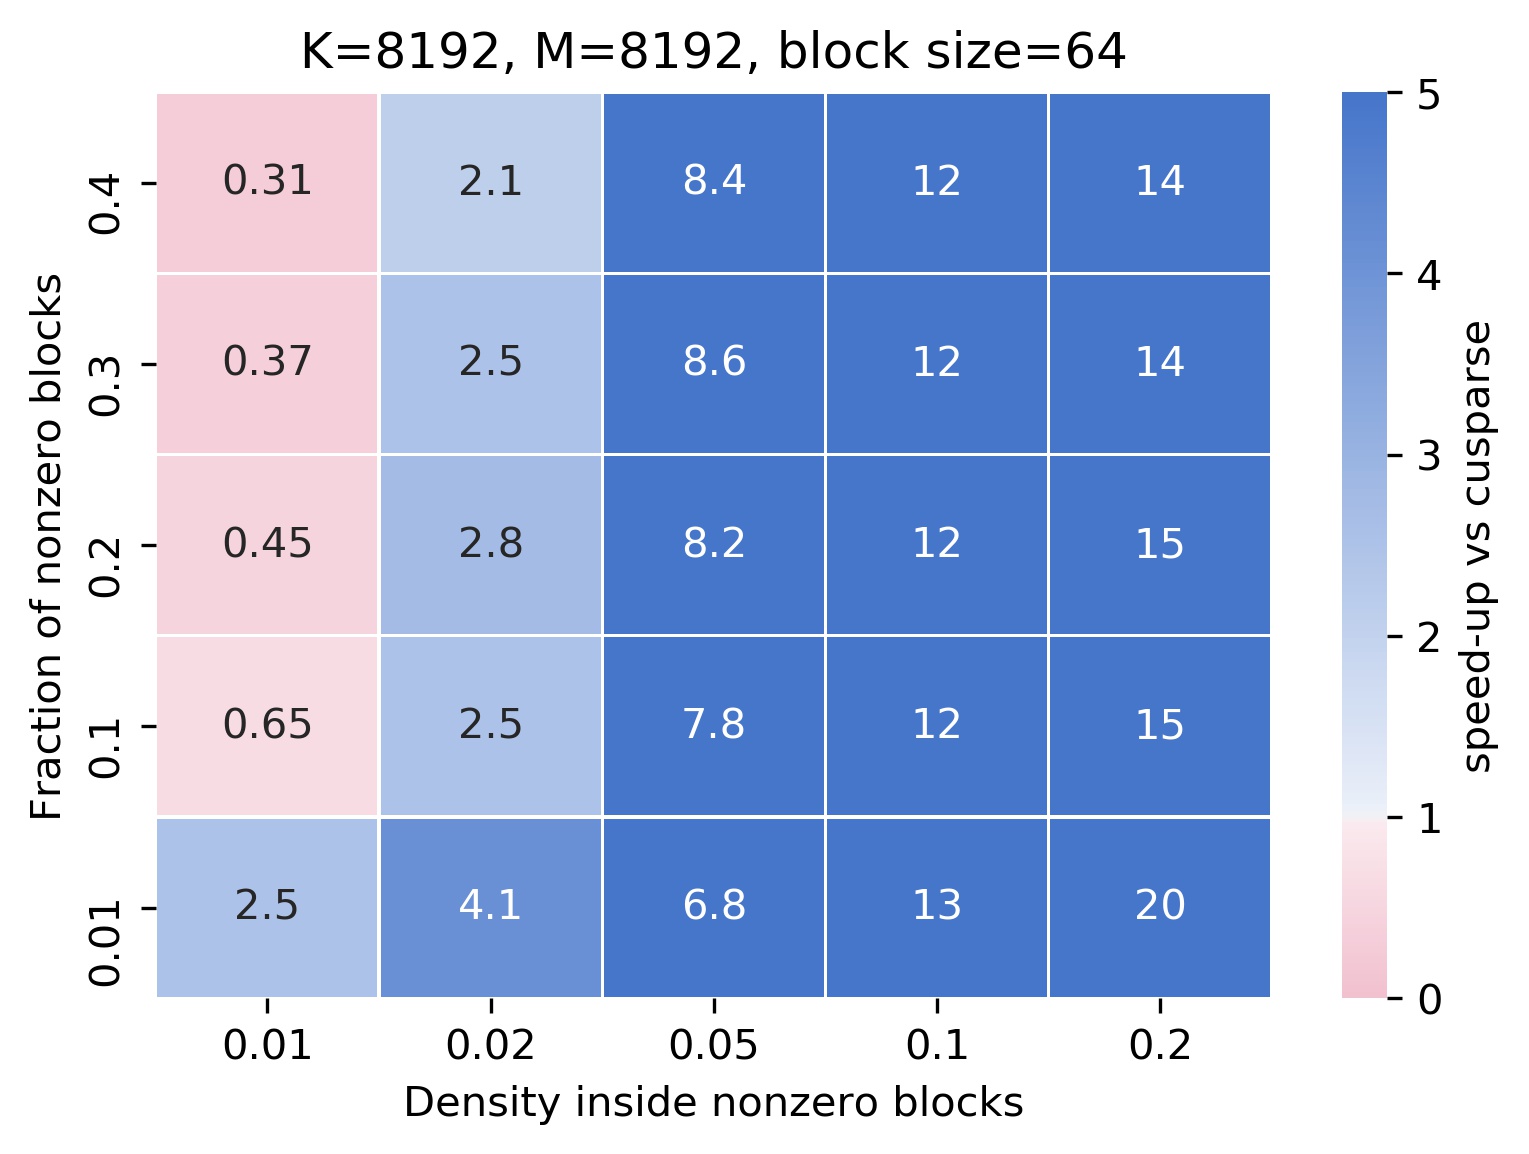 K=8192, M=8192, block size=64
Fraction of nonzero blocks
0.4
0.31 2.1 8.4 12 14
0.3
0.37 2.5 8.6 12 14
0.2
0.45 2.8 8.2 12 15
0.1
0.65 2.5 7.8 12 15
0.01
2.5 4.1 6.8 13 20
0.01 0.02 0.05 0.1 0.2
Density inside nonzero blocks
5
4
3
2
1
0
speed-up vs cusparse